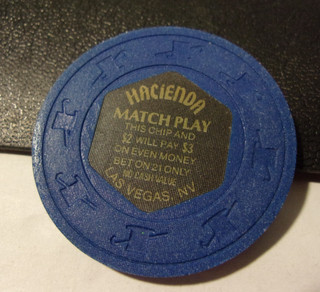 HACIENDA
MATCH PLAY
THIS CHIP AND
$2 WILL PAY $3
ON EVEN MONEY
BET ON 21 ONLY
NO CASH VALUE
LAS VEGAS, NV